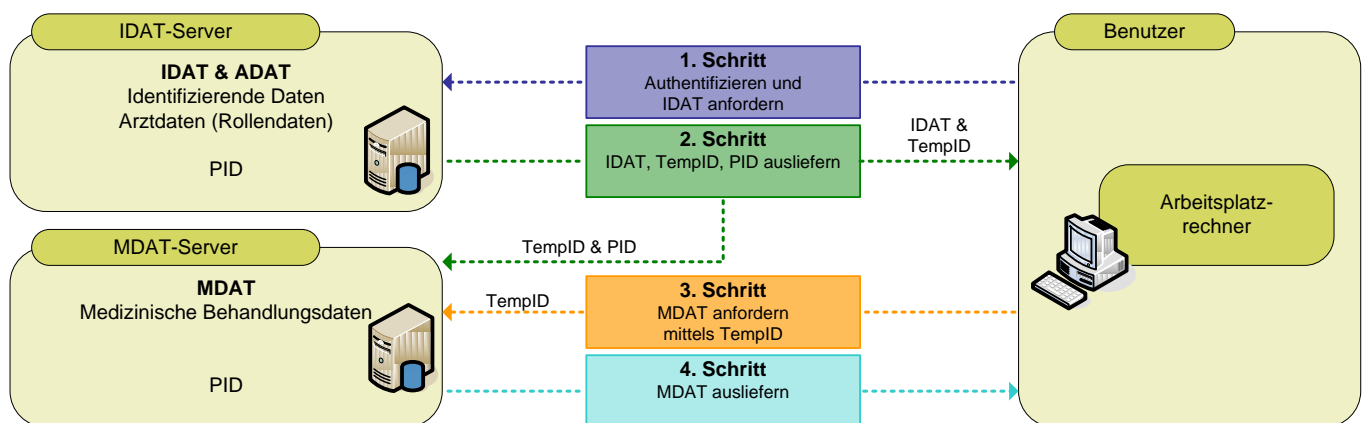 IDAT-Server
IDAT & ADAT
Identifizierende Daten
Arztdaten (Rollendaten)
PID
1. Schritt
Authentifizieren und
IDAT anfordern
2. Schritt
IDAT, TempID, PID ausliefern
IDAT &
TempID
Benutzer
Arbeitsplatz-
rechner
MDAT-Server
MDAT
Medizinische Behandlungsdaten
PID
TempID & PID
TempID
3. Schritt
MDAT anfordern
mittels TempID
4. Schritt
MDAT ausliefern